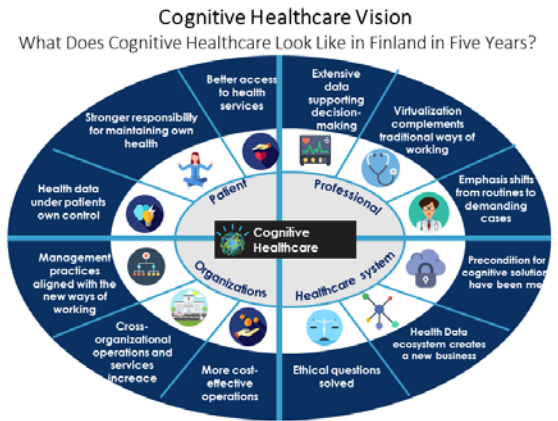 Cognitive Healthcare Vision
What Does Cognitive Healthcare Look Like in Finland in Five Years?
Better access
to health
services
Extensive
data
supporting
decision-
making
Stronger responsibility
for maintaining own
health
Virtualization
complements
traditional ways of
working
Health data
under patients
own control
Emphasis shifts
from routines to
demanding
cases
Patient
Professional
Cognitive
Healthcare
Organizations
Healthcare system
Management
practices
aligned with the
new ways of
working
Precondition for
cognitive solution
have been me
Cross-
organizational
operations and
services
increase
Health Data
ecosystem creates
a new business
More cost-
effective
operations
Ethical questions
solved